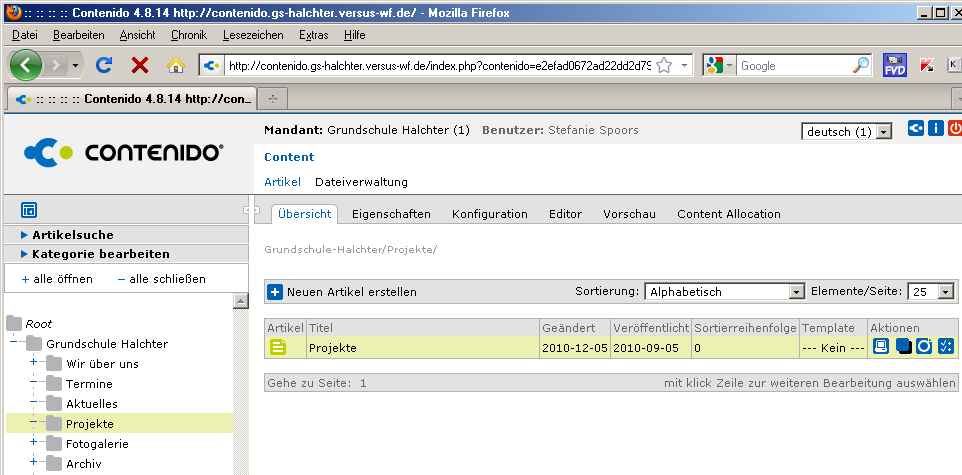 :: :: :: :: Contenido 4.8.14 http://contenido.gs-halchter.versus-wf.de/ - Mozilla Firefox
Datei Bearbeiten Ansicht Chronik Lesezeichen Extras Hilfe
http://contenido.gs-halchter.versus-wf.de/index.php?contenido=e2efad0672ad22dd2d79 Google FVD K
:: :: :: :: Contenido 4.8.14 http://con...
CONTENIDO
Mandant: Grundschule Halchter (1) Benutzer: Stefanie Spoors deutsch (1)
Content
Artikel Dateiverwaltung
Übersicht Eigenschaften Konfiguration Editor Vorschau Content Allocation
Artikelsuche
Kategorie bearbeiten
+ alle öffnen − alle schließen
Root
Grundschule Halchter
Wir über uns
Termine
Aktuelles
Projekte
Fotogalerie
Archiv
Grundschule-Halchter/Projekte/
Neuen Artikel erstellen Sortierung: Alphabetisch Elemente/Seite: 25
Artikel Titel Geändert Veröffentlicht Sortierreihenfolge Template Aktionen
Projekte 2010-12-05 2010-09-05 0 --- Kein ---
Gehe zu Seite: 1 mit klick Zeile zur weiteren Bearbeitung auswählen